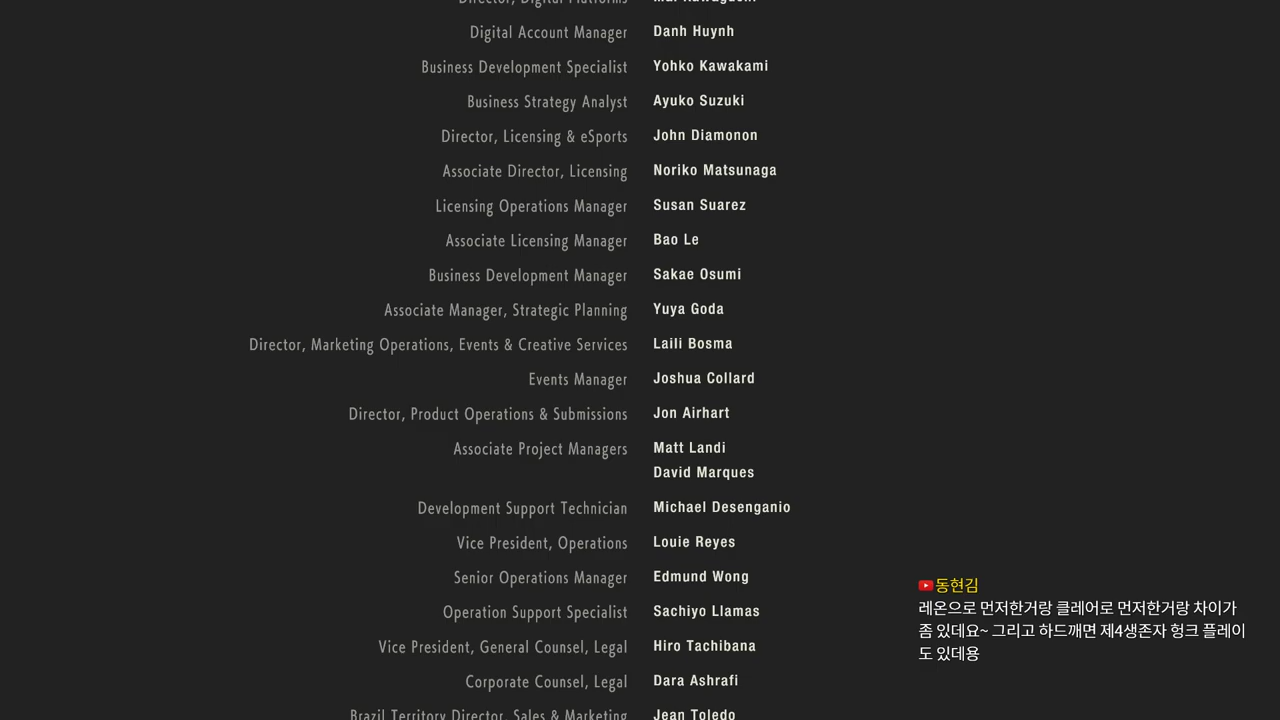 Director, Digital Platforms Mai Kawaguchi
Digital Account Manager Danh Huynh
Business Development Specialist Yohko Kawakami
Business Strategy Analyst Ayuko Suzuki
Director, Licensing & eSports John Diamonon
Associate Director, Licensing Noriko Matsunaga
Licensing Operations Manager Susan Suarez
Associate Licensing Manager Bao Le
Business Development Manager Sakae Osumi
Associate Manager, Strategic Planning Yuya Goda
Director, Marketing Operations, Events & Creative Services Laili Bosma
Events Manager Joshua Collard
Director, Product Operations & Submissions Jon Airhart
Associate Project Managers Matt Landi
David Marques
Development Support Technician Michael Desenganio
Vice President, Operations Louie Reyes
Senior Operations Manager Edmund Wong
Operation Support Specialist Sachiyo Llamas
Vice President, General Counsel, Legal Hiro Tachibana
Corporate Counsel, Legal Dara Ashrafi
Brazil Territory Director, Sales & Marketing Jean Toledo
동현김
레온으로 먼저한거랑 클레어로 먼저한거랑 차이가
좀 있데요~ 그리고 하드깨면 제4생존자 헝크 플레이
도 있데용